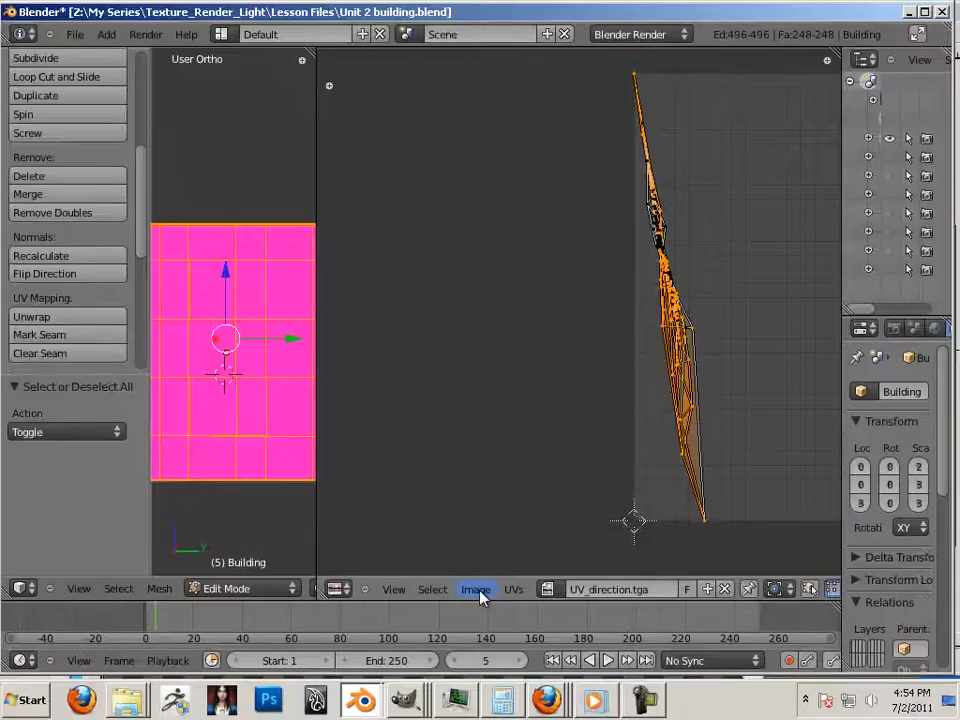 Blender* [Z:\My Series\Texture_Render_Light\Lesson Files\Unit 2 building.blend]
File Add Render Help Default Scene Blender Render Ed:496-496 | Fa:248-248 | Building
Subdivide
Loop Cut and Slide
Duplicate
Spin
Screw
Remove:
Delete
Merge
Remove Doubles
Normals:
Recalculate
Flip Direction
UV Mapping:
Unwrap
Mark Seam
Clear Seam
Select or Deselect All
Action
Toggle
User Ortho
(5) Building
View
Bu
Building
Transform
Loc Rot Sca
0 0 2
0 0 3
3 0 3
Rotati XY
Delta Transfo
Transform Lo
Relations
Layers Parent:
View Select Mesh Edit Mode
View Select Image UVs UV_direction.tga F
-40 -20 0 20 40 60 80 100 120 140 160 180 200 220 240 260
View Frame Playback Start: 1 End: 250 5 No Sync
Start
Ps
4:54 PM
7/2/2011